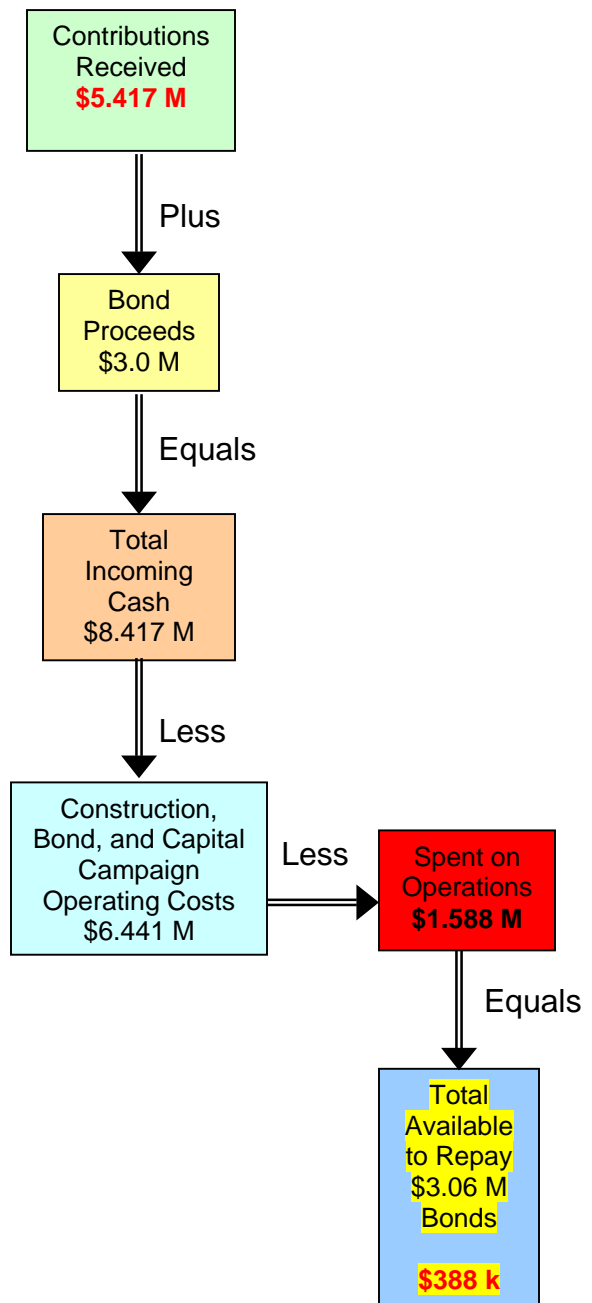 Contributions
Received
$5.417 M
Plus
Bond
Proceeds
$3.0 M
Equals
Total
Incoming
Cash
$8.417 M
Less
Construction,
Bond, and Capital
Campaign
Operating Costs
$6.441 M
Less
Spent on
Operations
$1.588 M
Equals
Total
Available
to Repay
$3.06 M
Bonds
$388 k